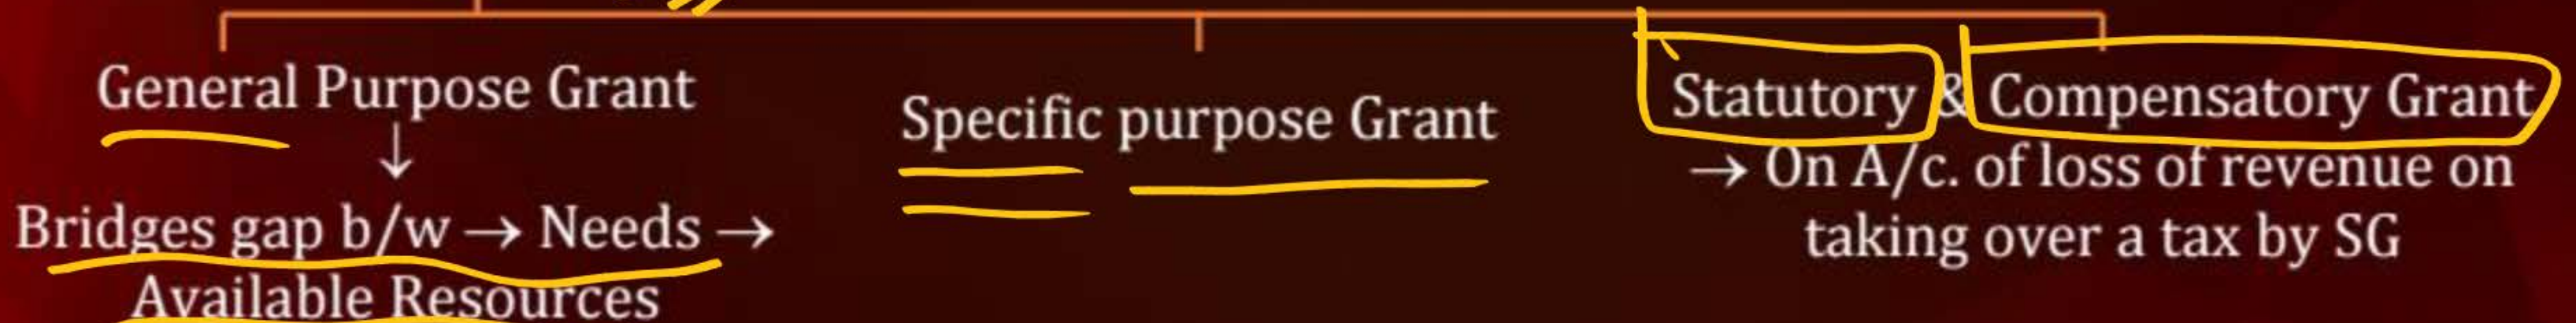 General Purpose Grant
↓
Bridges gap b/w → Needs →
Available Resources
Specific purpose Grant
Statutory & Compensatory Grant
→ On A/c. of loss of revenue on
taking over a tax by SG